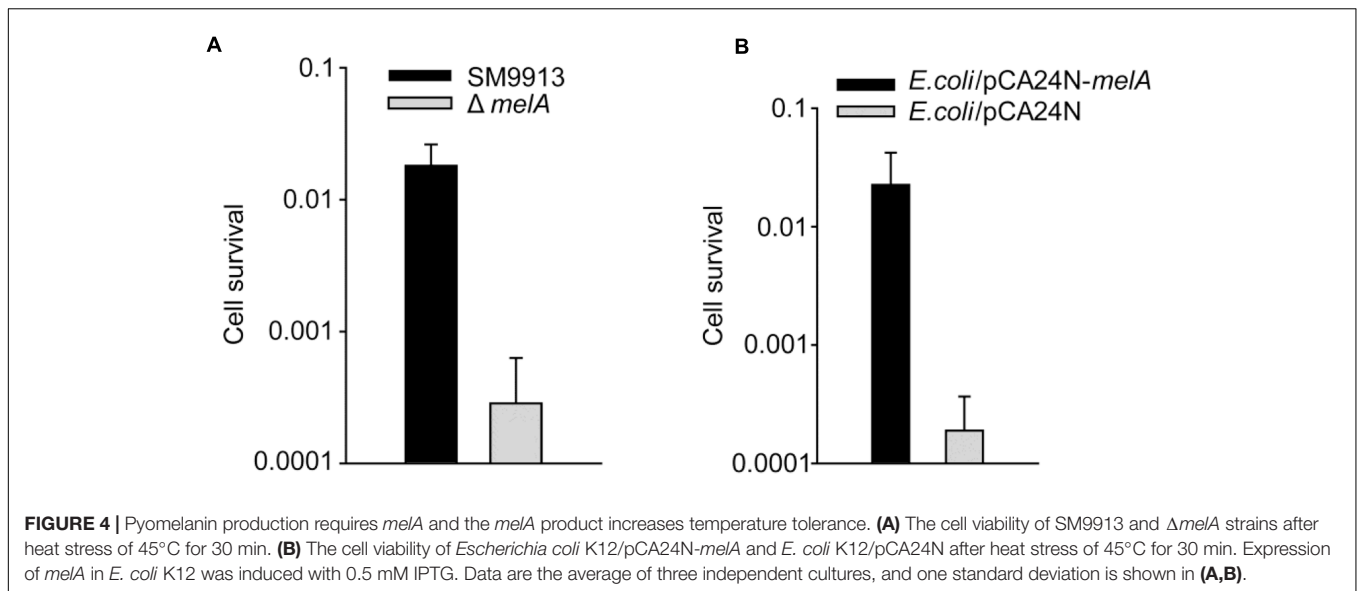 A
0.1
SM9913
Δ melA
0.01
0.001
0.0001
Cell survival
B
E.coli/pCA24N-melA
E.coli/pCA24N
0.1
0.01
0.001
0.0001
Cell survival
FIGURE 4 | Pyomelanin production requires melA and the melA product increases temperature tolerance. (A) The cell viability of SM9913 and ΔmelA strains after
heat stress of 45°C for 30 min. (B) The cell viability of Escherichia coli K12/pCA24N-melA and E. coli K12/pCA24N after heat stress of 45°C for 30 min. Expression
of melA in E. coli K12 was induced with 0.5 mM IPTG. Data are the average of three independent cultures, and one standard deviation is shown in (A,B).